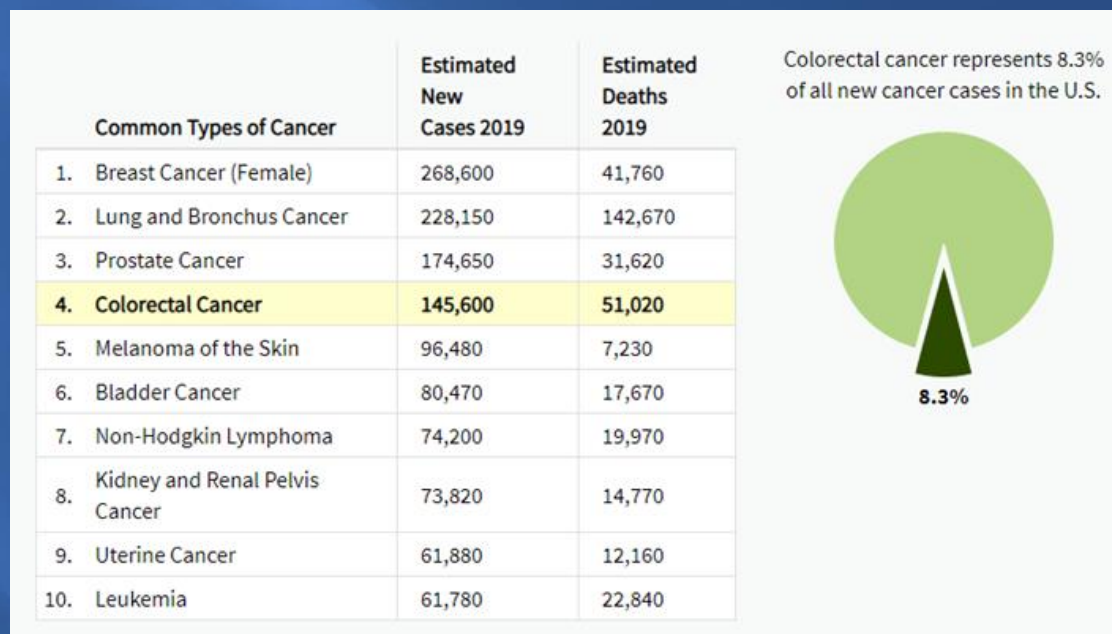 Common Types of Cancer Estimated New Cases 2019 Estimated Deaths 2019
1. Breast Cancer (Female) 268,600 41,760
2. Lung and Bronchus Cancer 228,150 142,670
3. Prostate Cancer 174,650 31,620
4. Colorectal Cancer 145,600 51,020
5. Melanoma of the Skin 96,480 7,230
6. Bladder Cancer 80,470 17,670
7. Non-Hodgkin Lymphoma 74,200 19,970
8. Kidney and Renal Pelvis Cancer 73,820 14,770
9. Uterine Cancer 61,880 12,160
10. Leukemia 61,780 22,840
Colorectal cancer represents 8.3%
of all new cancer cases in the U.S.
8.3%